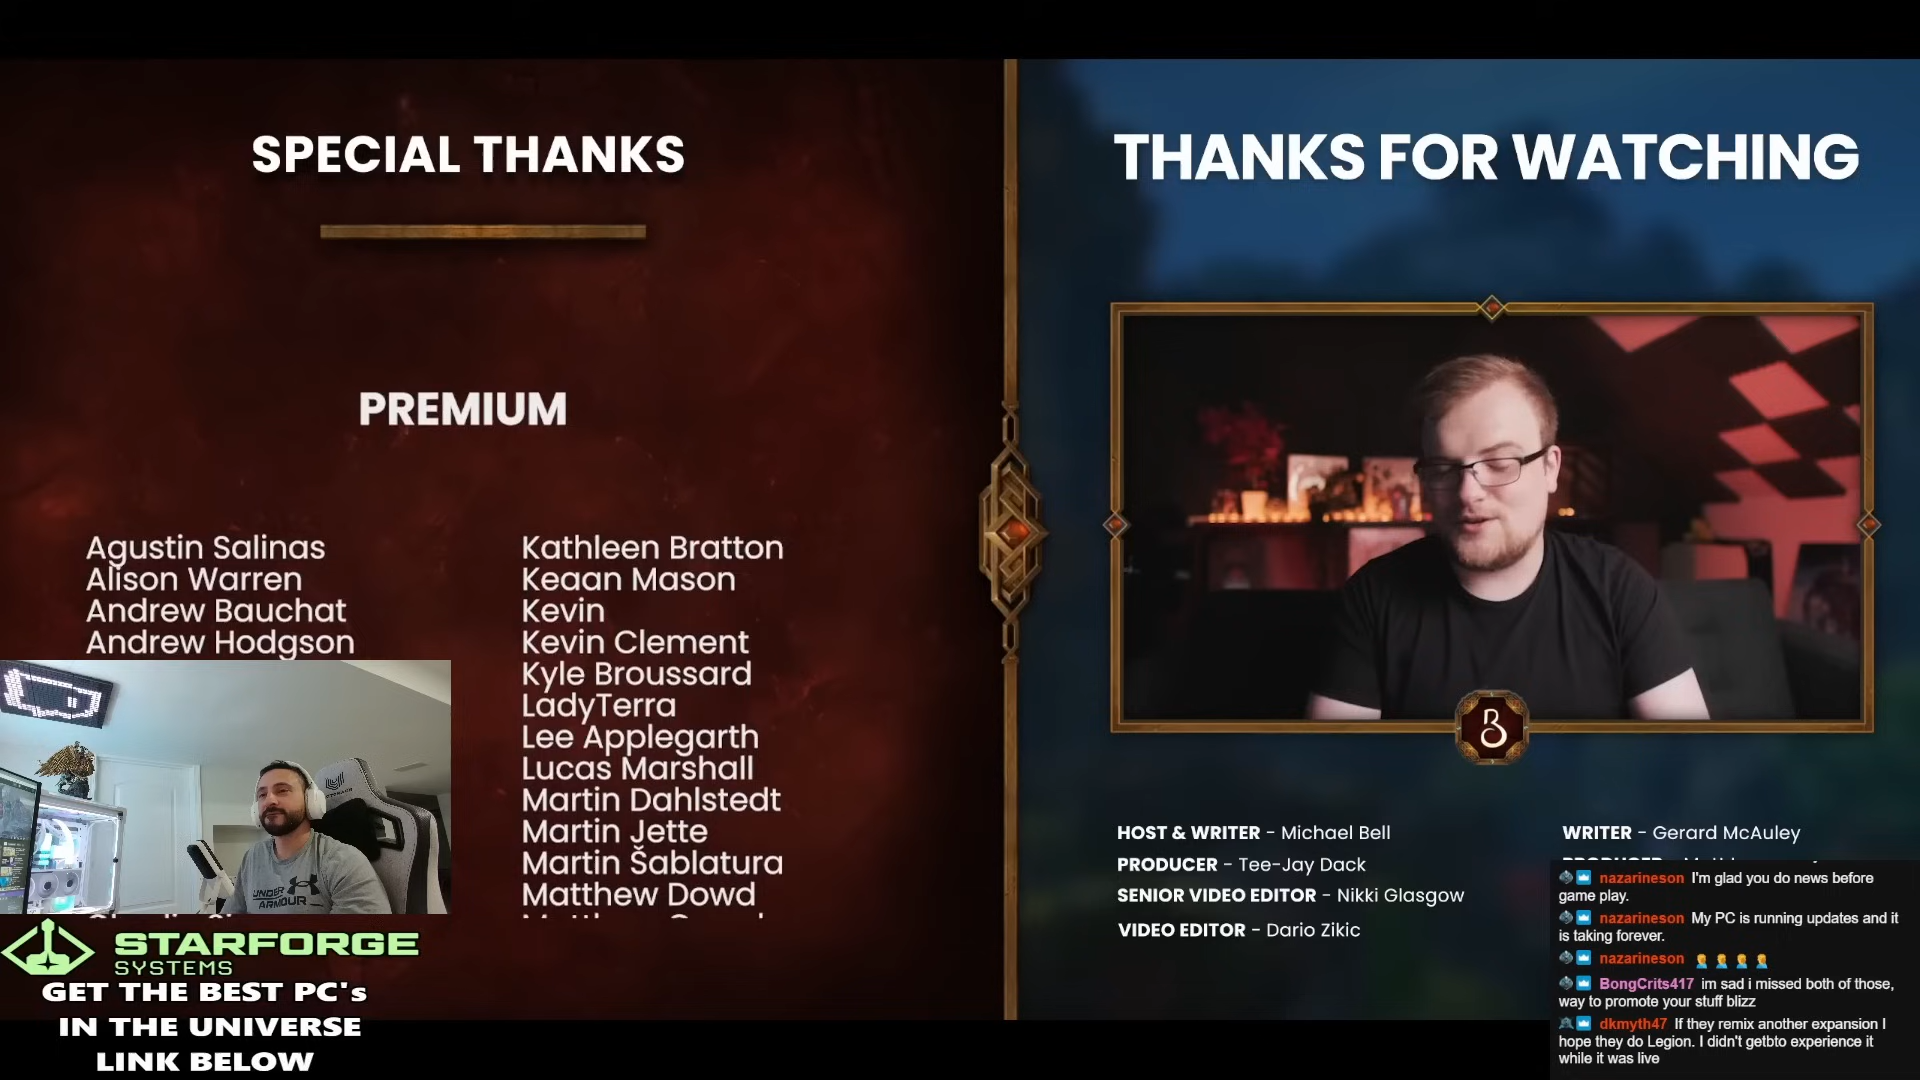 SPECIAL THANKS
PREMIUM
Agustin Salinas
Alison Warren
Andrew Bauchat
Andrew Hodgson
Kathleen Bratton
Keaan Mason
Kevin
Kevin Clement
Kyle Broussard
LadyTerra
Lee Applegarth
Lucas Marshall
Martin Dahlstedt
Martin Jette
Martin Šablatura
Matthew Dowd
THANKS FOR WATCHING
B
HOST & WRITER - Michael Bell
PRODUCER - Tee-Jay Dack
SENIOR VIDEO EDITOR - Nikki Glasgow
VIDEO EDITOR - Dario Zikic
WRITER - Gerard McAuley
UNDER
ARMOUR
STARFORGE
SYSTEMS
GET THE BEST PC's
IN THE UNIVERSE
LINK BELOW
nazarineson I'm glad you do news before
game play.
nazarineson My PC is running updates and it
is taking forever.
nazarineson
BongCrits417 im sad i missed both of those,
way to promote your stuff blizz
dkmyth47 If they remix another expansion I
hope they do Legion. I didn't getbto experience it
while it was live